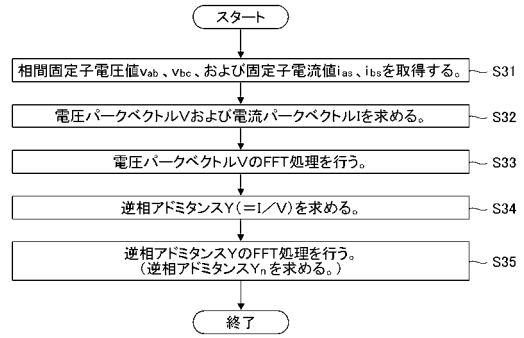 スタート
相間固定子電圧値vab、vbc、および固定子電流値ias、ibsを取得する。
S31
電圧パークベクトルVおよび電流パークベクトルIを求める。
S32
電圧パークベクトルVのFFT処理を行う。
S33
逆相アドミタンスY(=I/V)を求める。
S34
逆相アドミタンスYのFFT処理を行う。
(逆相アドミタンスYnを求める。)
S35
終了